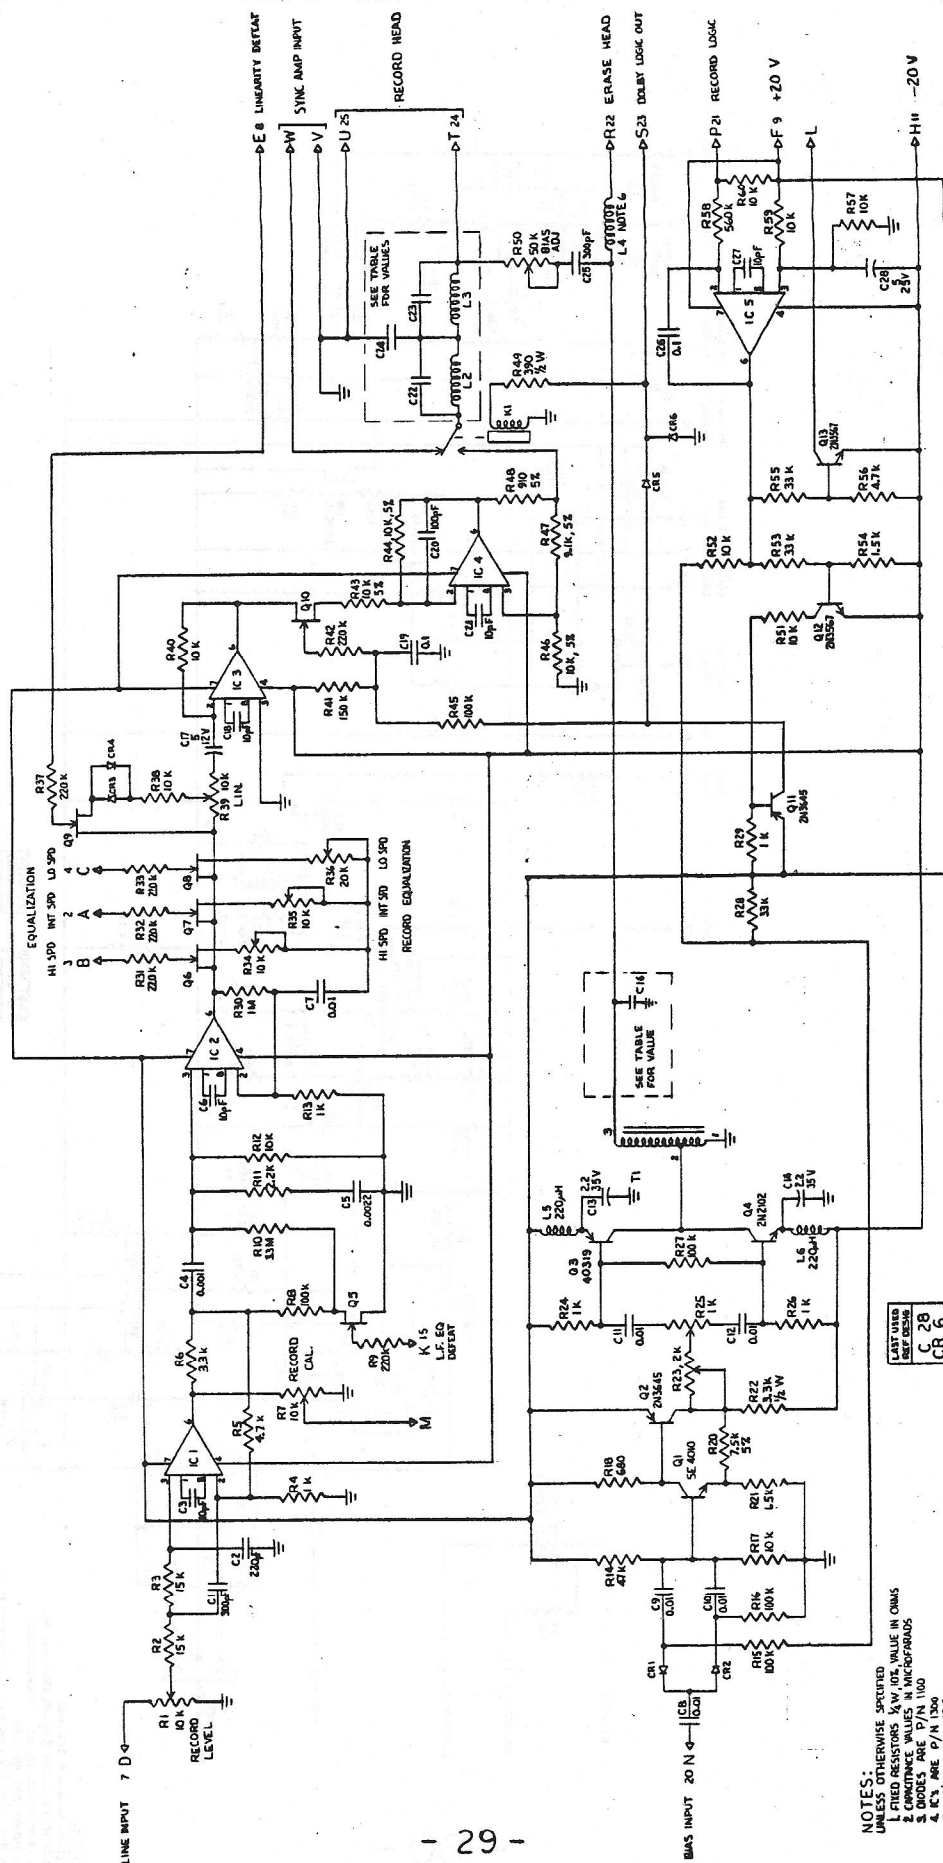 E 8 LINEARITY DEFEAT
W
SYNC AMP INPUT
V
U 25
RECORD HEAD
T 24
R22 ERASE HEAD
S23 DOLBY LOGIC OUT
P21 RECORD LOGIC
F 9 +20 V
L
H11 -20V
SEE TABLE
FOR VALUES
C24
C22
C23
L2
L3
R50
50K
BIAS
ADJ
C25 300pF
L4 NOTE 6
R49
390
½ W
K1
CR5
CR6
R58
560K
R60
10K
R59
10K
R57
10K
C28
5
25V
C27
10pF
IC 5
C26
0.1
Q13
2N3567
R55
33K
R56
4.7K
R52
10K
R53
33K
R54
1.5K
R51
10K
Q12
2N3567
R48
910
5%
R44, 10K, 5%
C20
100pF
IC 4
C21
10pF
R47
9.1K, 5%
R46
10K, 5%
R43
10K
5%
Q10
R42
220K
C19
0.1
R40
10K
IC 3
C18
10pF
R41
150K
R45
100K
C17
5
12V
R37
220K
CR4
CR3
R38
10K
R39
10K
LIN.
Q9
EQUALIZATION
HI SPD INT SPD LO SPD
3 2 4
B A C
R31
220K
R32
220K
R33
220K
Q6
Q7
Q8
R34
10K
R35
10K
R36
20K
HI SPD INT SPD LO SPD
RECORD EQUALIZATION
R30
1M
C7
0.01
IC 2
C6
10pF
R13
1K
R12
10K
R11
2.2K
C5
0.0022
R10
3.3M
C4
0.001
R8
100K
Q5
R9
220K
K 15
L.F. EQ
DEFEAT
R6
3.3K
R7
10K
RECORD
CAL.
M
R5
4.7K
R4
1K
IC 1
C3
10pF
C2
220pF
C1
300pF
R3
15K
R2
15K
R1
10K
RECORD
LEVEL
LINE INPUT 7 D
Q11
2N3645
R29
1K
R28
33K
SEE TABLE
FOR VALUE
C16
T1
L5
220µH
C13
2.2
35V
C14
2.2
35V
Q3
40319
Q4
2N2102
L6
220µH
R27
100K
R24
1K
C11
0.01
R25
1K
C12
0.01
R26
1K
R23, 2K
Q2
2N3645
R22
3.3K
½ W
R20
7.5K
5%
Q1
SE 4010
R18
680
R21
1.5K
R14
47K
R17
10K
R16
100K
R15
100K
C9
0.01
C10
0.01
CR1
CR2
C8
0.01
BIAS INPUT 20 N
LAST USED
REF DESIG
C 28
CR 6
NOTES:
UNLESS OTHERWISE SPECIFIED
1. FIXED RESISTORS ¼ W, 10%, VALUE IN OHMS
2. CAPACITANCE VALUES IN MICROFARADS
3. DIODES ARE P/N 1100
4. IC's ARE P/N 1300
- 29 -